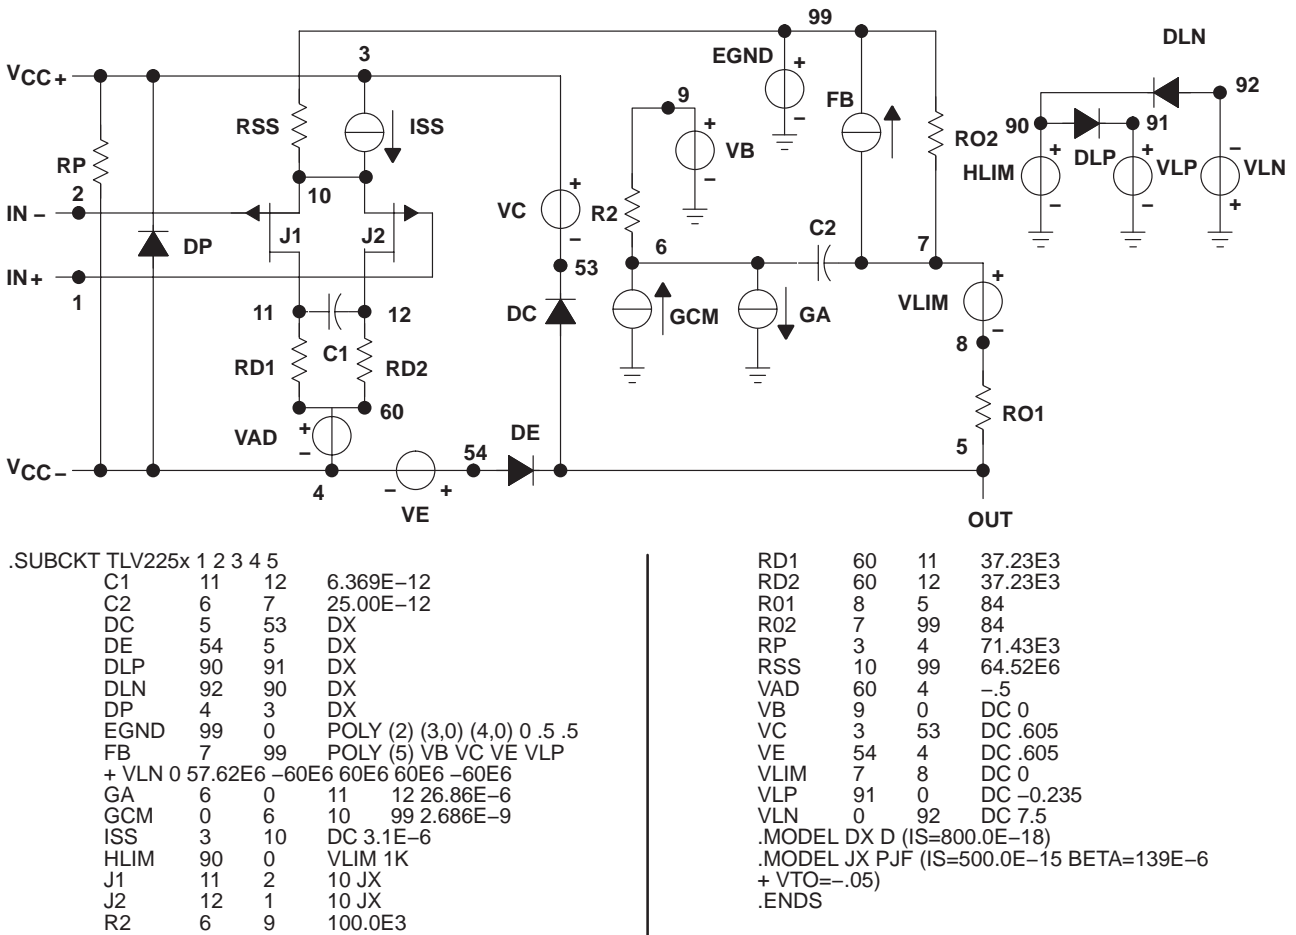 99
DLN
3
EGND
+
VCC+
9
FB
92
RSS
ISS
+
90
91
RO2
VB
RP
DLP
+
+
−
2
10
HLIM
VLP
VLN
IN −
VC
+
R2
C2
−
−
+
J1
J2
−
6
7
DP
53
IN+
+
1
11
12
DC
GCM
GA
VLIM
−
C1
8
RD1
RD2
60
RO1
VAD
+
DE
−
54
5
VCC−
4
−
+
VE
OUT
.SUBCKT TLV225x 1 2 3 4 5
C1 11 12 6.369E−12
C2 6 7 25.00E−12
DC 5 53 DX
DE 54 5 DX
DLP 90 91 DX
DLN 92 90 DX
DP 4 3 DX
EGND 99 0 POLY (2) (3,0) (4,0) 0 .5 .5
FB 7 99 POLY (5) VB VC VE VLP
+ VLN 0 57.62E6 −60E6 60E6 60E6 −60E6
GA 6 0 11 12 26.86E−6
GCM 0 6 10 99 2.686E−9
ISS 3 10 DC 3.1E−6
HLIM 90 0 VLIM 1K
J1 11 2 10 JX
J2 12 1 10 JX
R2 6 9 100.0E3
RD1 60 11 37.23E3
RD2 60 12 37.23E3
R01 8 5 84
R02 7 99 84
RP 3 4 71.43E3
RSS 10 99 64.52E6
VAD 60 4 −.5
VB 9 0 DC 0
VC 3 53 DC .605
VE 54 4 DC .605
VLIM 7 8 DC 0
VLP 91 0 DC −0.235
VLN 0 92 DC 7.5
.MODEL DX D (IS=800.0E−18)
.MODEL JX PJF (IS=500.0E−15 BETA=139E−6
+ VTO=−.05)
.ENDS